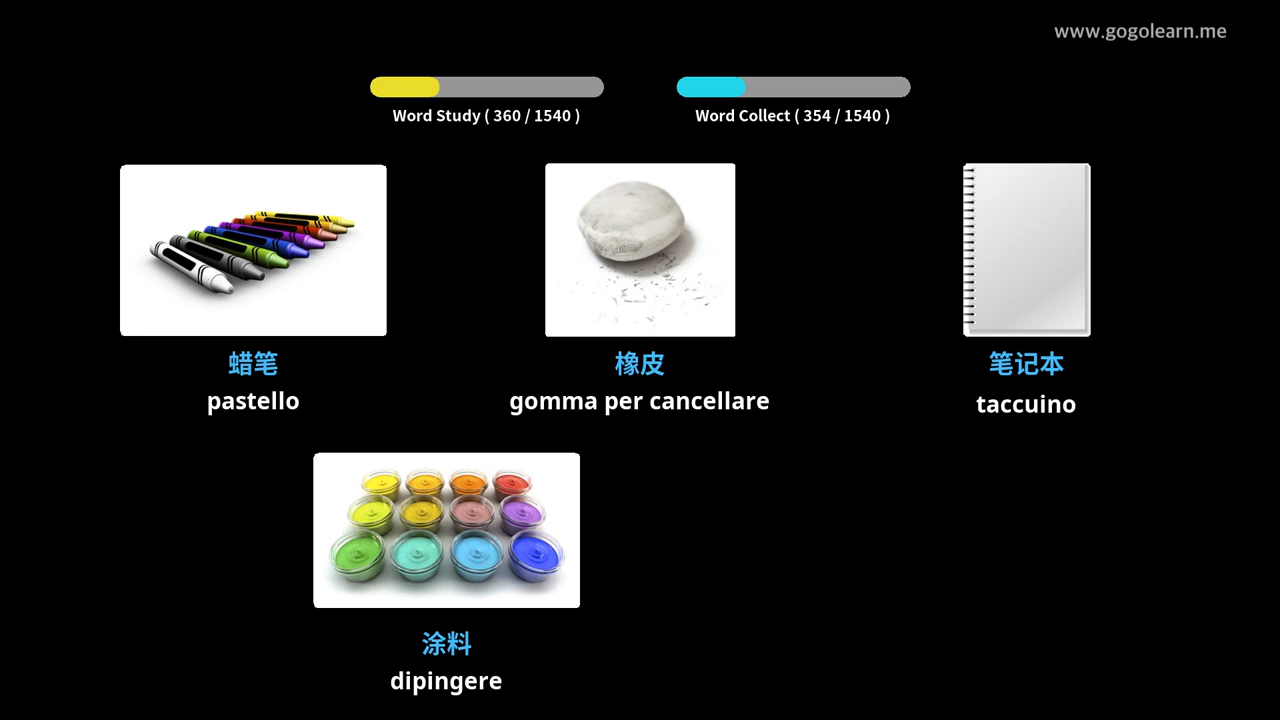 www.gogolearn.me
Word Study ( 360 / 1540 )
Word Collect ( 354 / 1540 )
蜡笔
pastello
橡皮
gomma per cancellare
笔记本
taccuino
涂料
dipingere